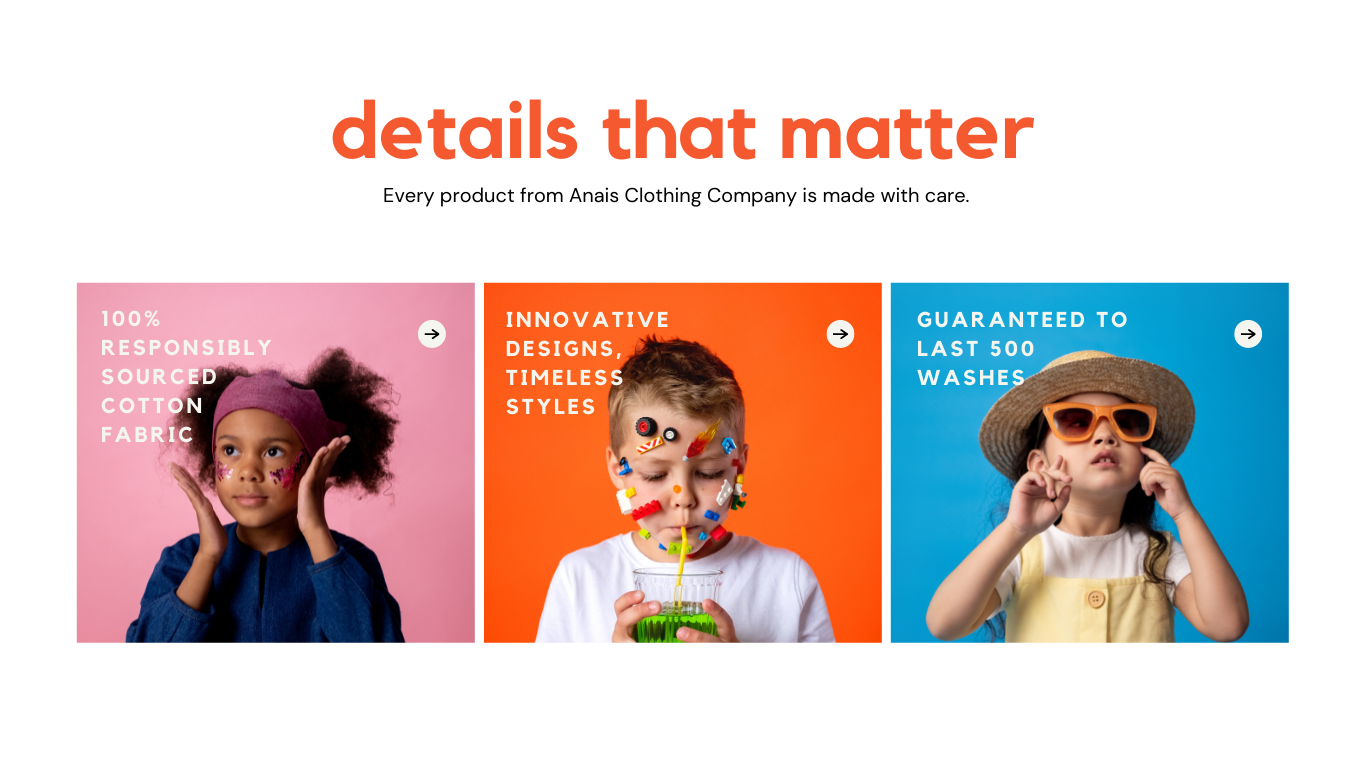 details that matter
Every product from Anais Clothing Company is made with care.
100%
RESPONSIBLY
SOURCED
COTTON
FABRIC
INNOVATIVE
DESIGNS,
TIMELESS
STYLES
GUARANTEED TO
LAST 500
WASHES